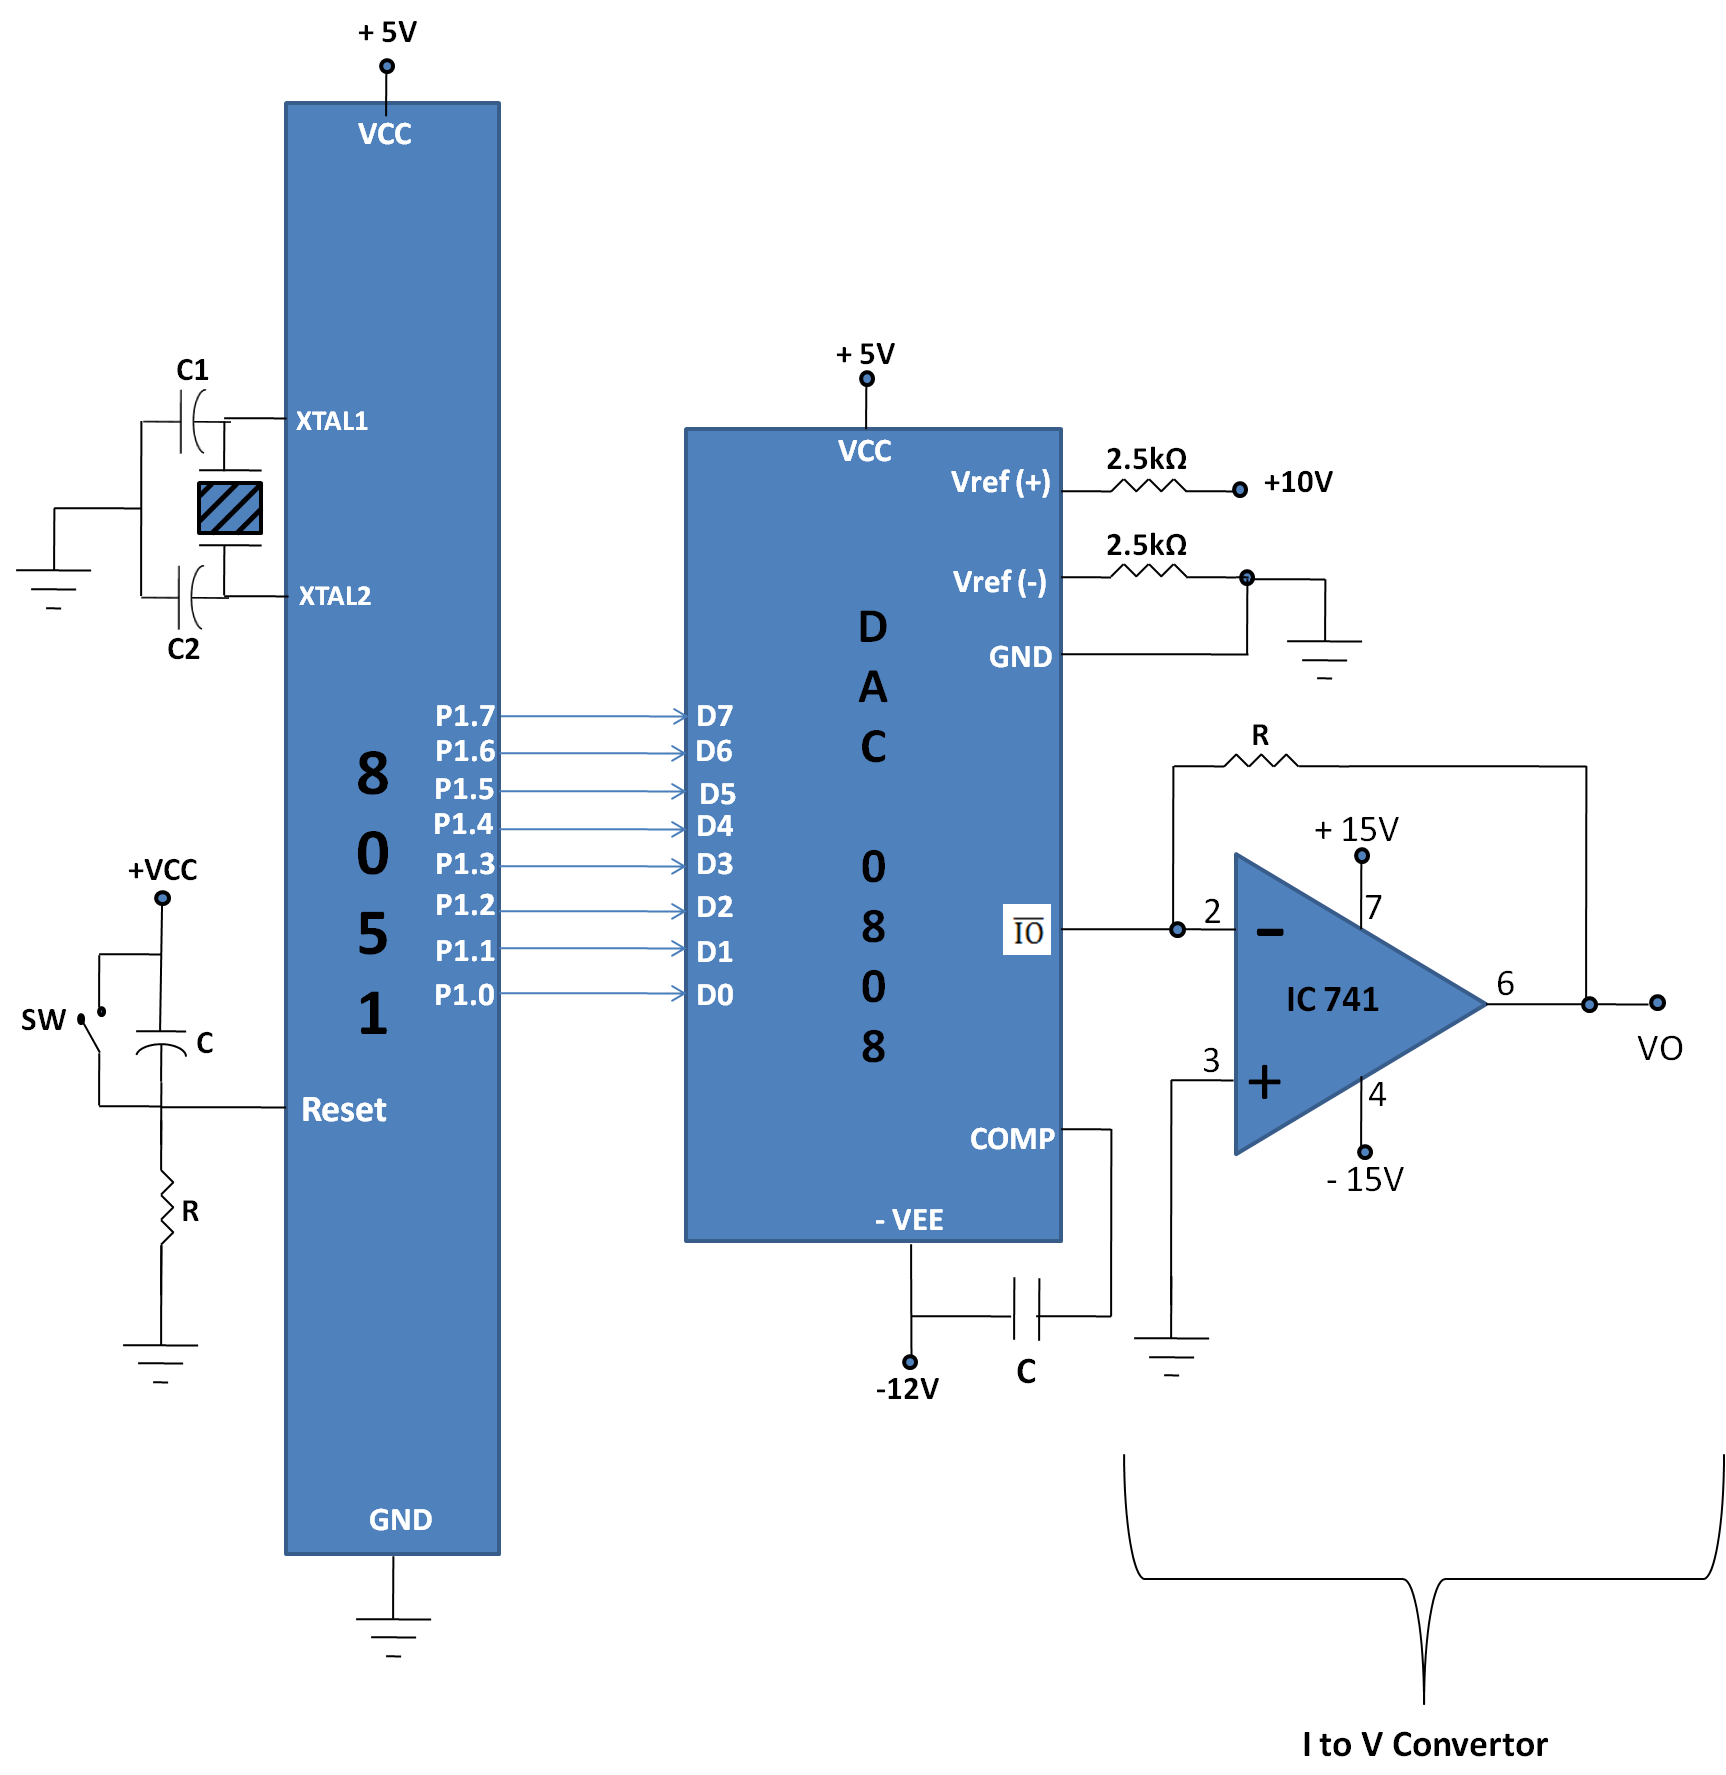 + 5V
VCC
C1
XTAL1
XTAL2
C2
P1.7
P1.6
P1.5
P1.4
P1.3
P1.2
P1.1
P1.0
8
0
5
1
+VCC
SW
C
Reset
R
GND
+ 5V
VCC
Vref (+)
2.5kΩ
+10V
Vref (-)
2.5kΩ
GND
D
A
C
0
8
0
8
D7
D6
D5
D4
D3
D2
D1
D0
IO
COMP
- VEE
-12V
C
R
+ 15V
7
2
-
IC 741
6
VO
3
+
4
- 15V
I to V Convertor